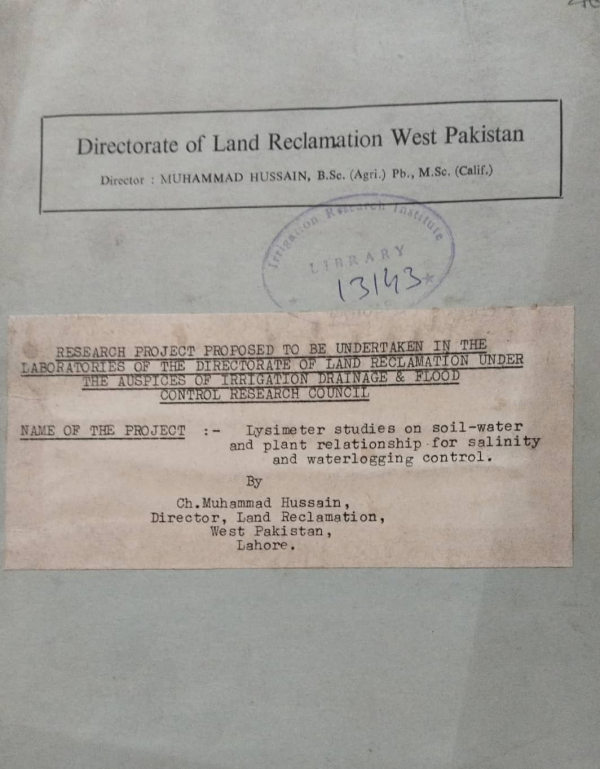 Directorate of Land Reclamation West Pakistan
Director : MUHAMMAD HUSSAIN, B.Sc. (Agri.) Pb., M.Sc. (Calif.)
Irrigation Research Institute
LIBRARY
13143
RESEARCH PROJECT PROPOSED TO BE UNDERTAKEN IN THE
LABORATORIES OF THE DIRECTORATE OF LAND RECLAMATION UNDER
THE AUSPICES OF IRRIGATION DRAINAGE & FLOOD
CONTROL RESEARCH COUNCIL
NAME OF THE PROJECT :- Lysimeter studies on soil-water
and plant relationship for salinity
and waterlogging control.
By
Ch.Muhammad Hussain,
Director, Land Reclamation,
West Pakistan,
Lahore.